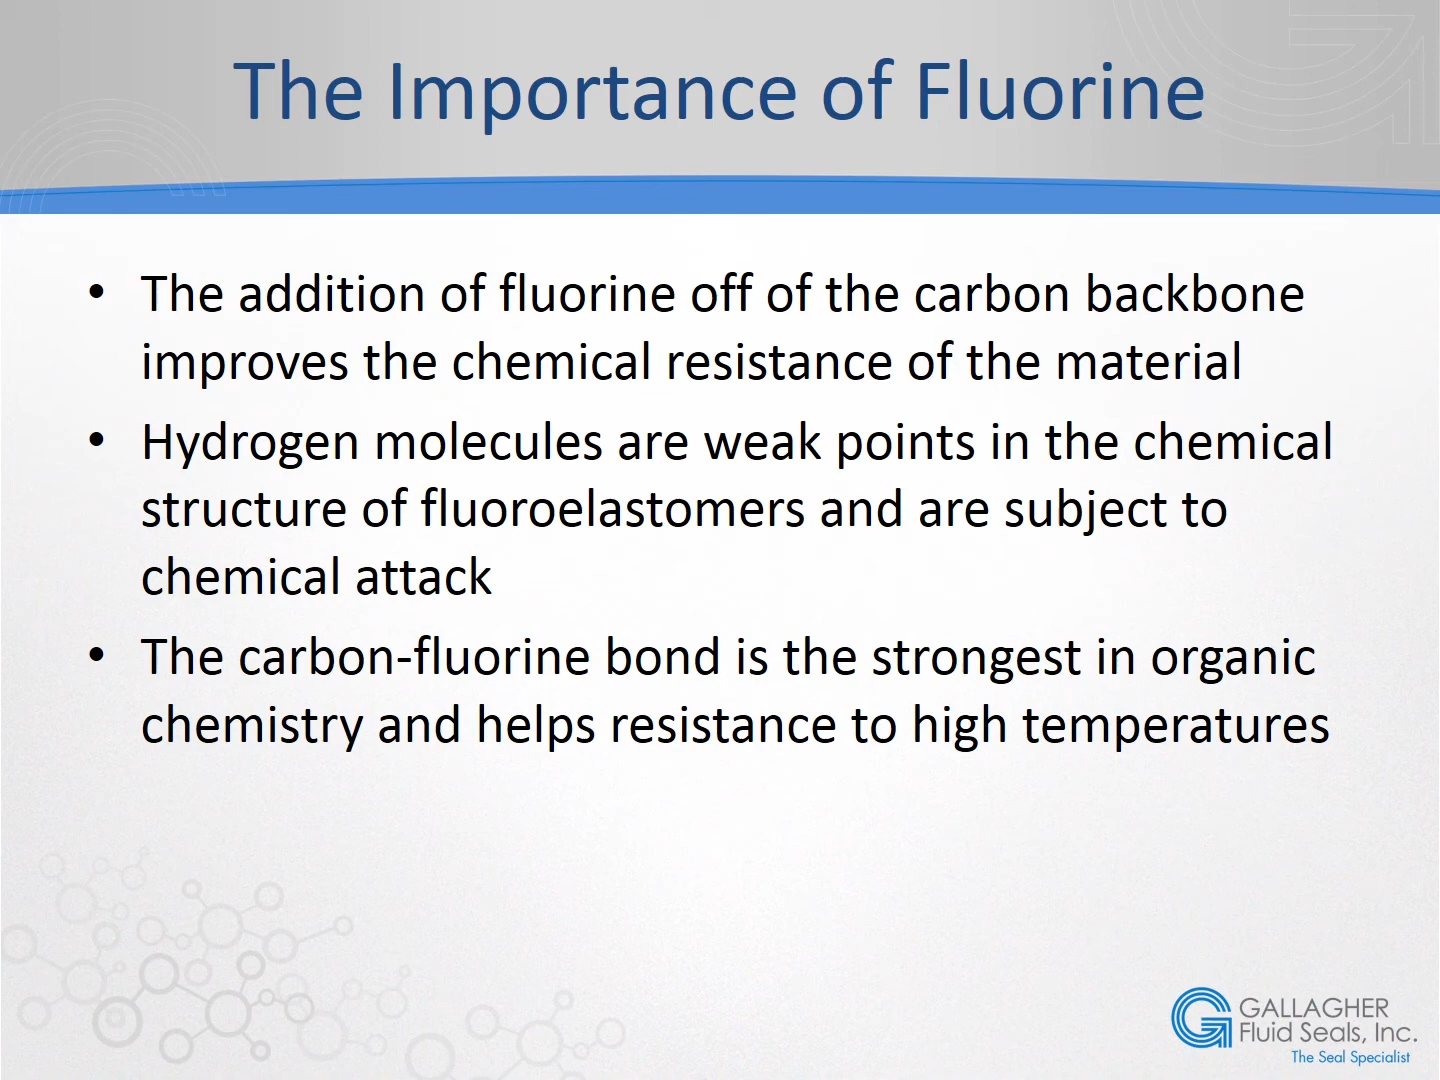 The Importance of Fluorine
• The addition of fluorine off of the carbon backbone
improves the chemical resistance of the material
• Hydrogen molecules are weak points in the chemical
structure of fluoroelastomers and are subject to
chemical attack
• The carbon-fluorine bond is the strongest in organic
chemistry and helps resistance to high temperatures
GALLAGHER
Fluid Seals, Inc.
The Seal Specialist